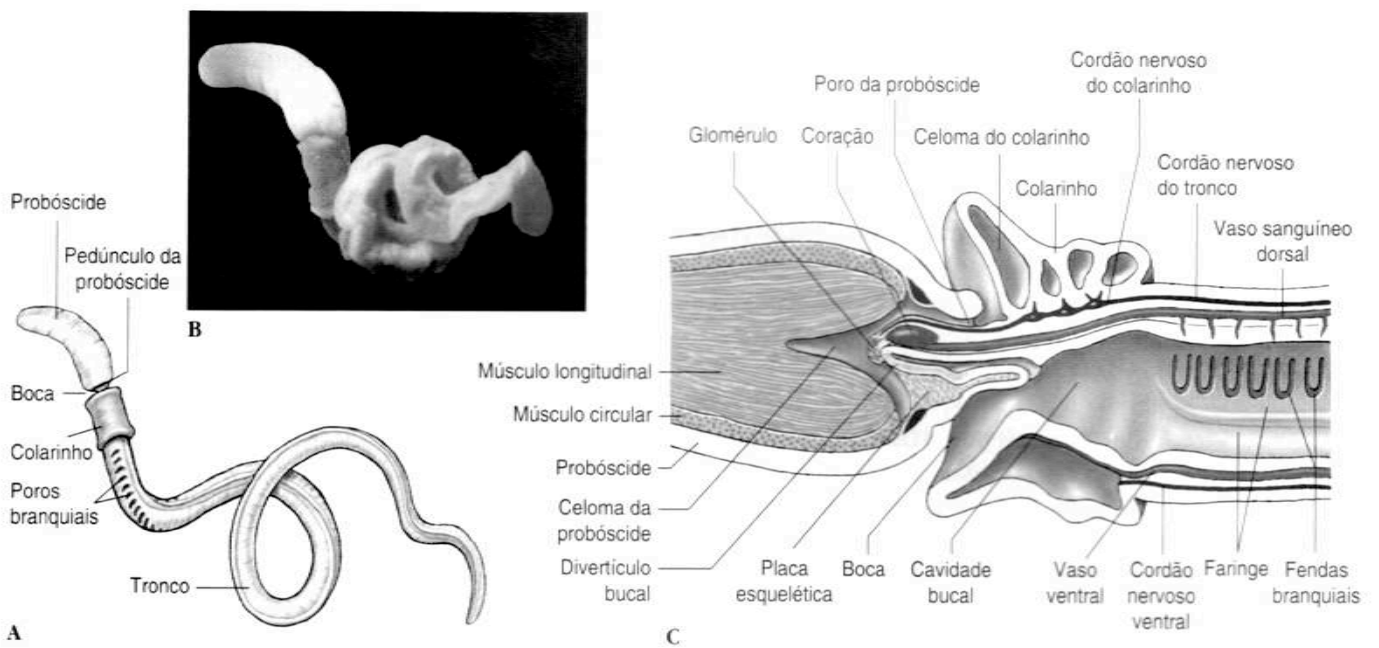 Probóscide
Pedúnculo da
probóscide
Boca
Colarinho
Poros
branquiais
Tronco
A
B
Glomérulo
Coração
Poro da probóscide
Celoma do colarinho
Cordão nervoso
do colarinho
Colarinho
Cordão nervoso
do tronco
Vaso sanguíneo
dorsal
Músculo longitudinal
Músculo circular
Probóscide
Celoma da
probóscide
Divertículo
bucal
Placa
esquelética
Boca
Cavidade
bucal
Vaso
ventral
Cordão
nervoso
ventral
Faringe
Fendas
branquiais
C